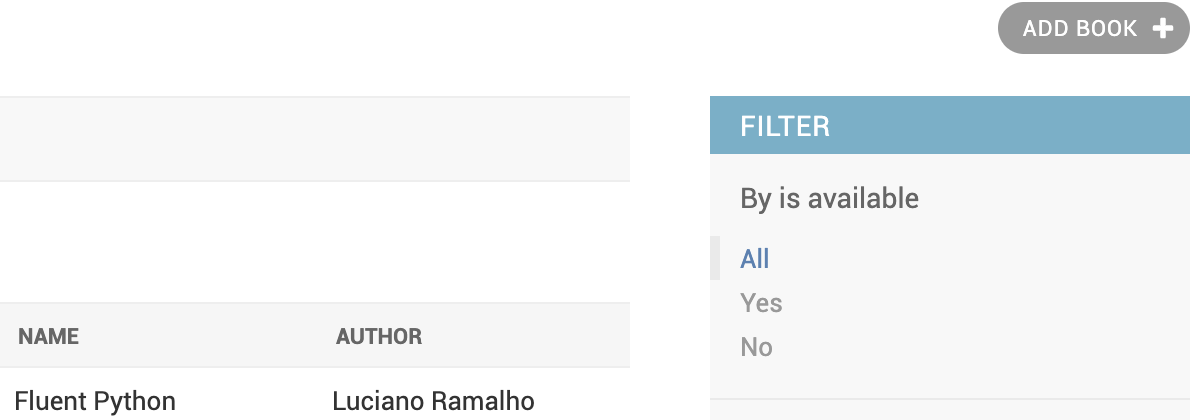 ADD BOOK +
FILTER
By is available
All
Yes
No
NAME AUTHOR
Fluent Python Luciano Ramalho